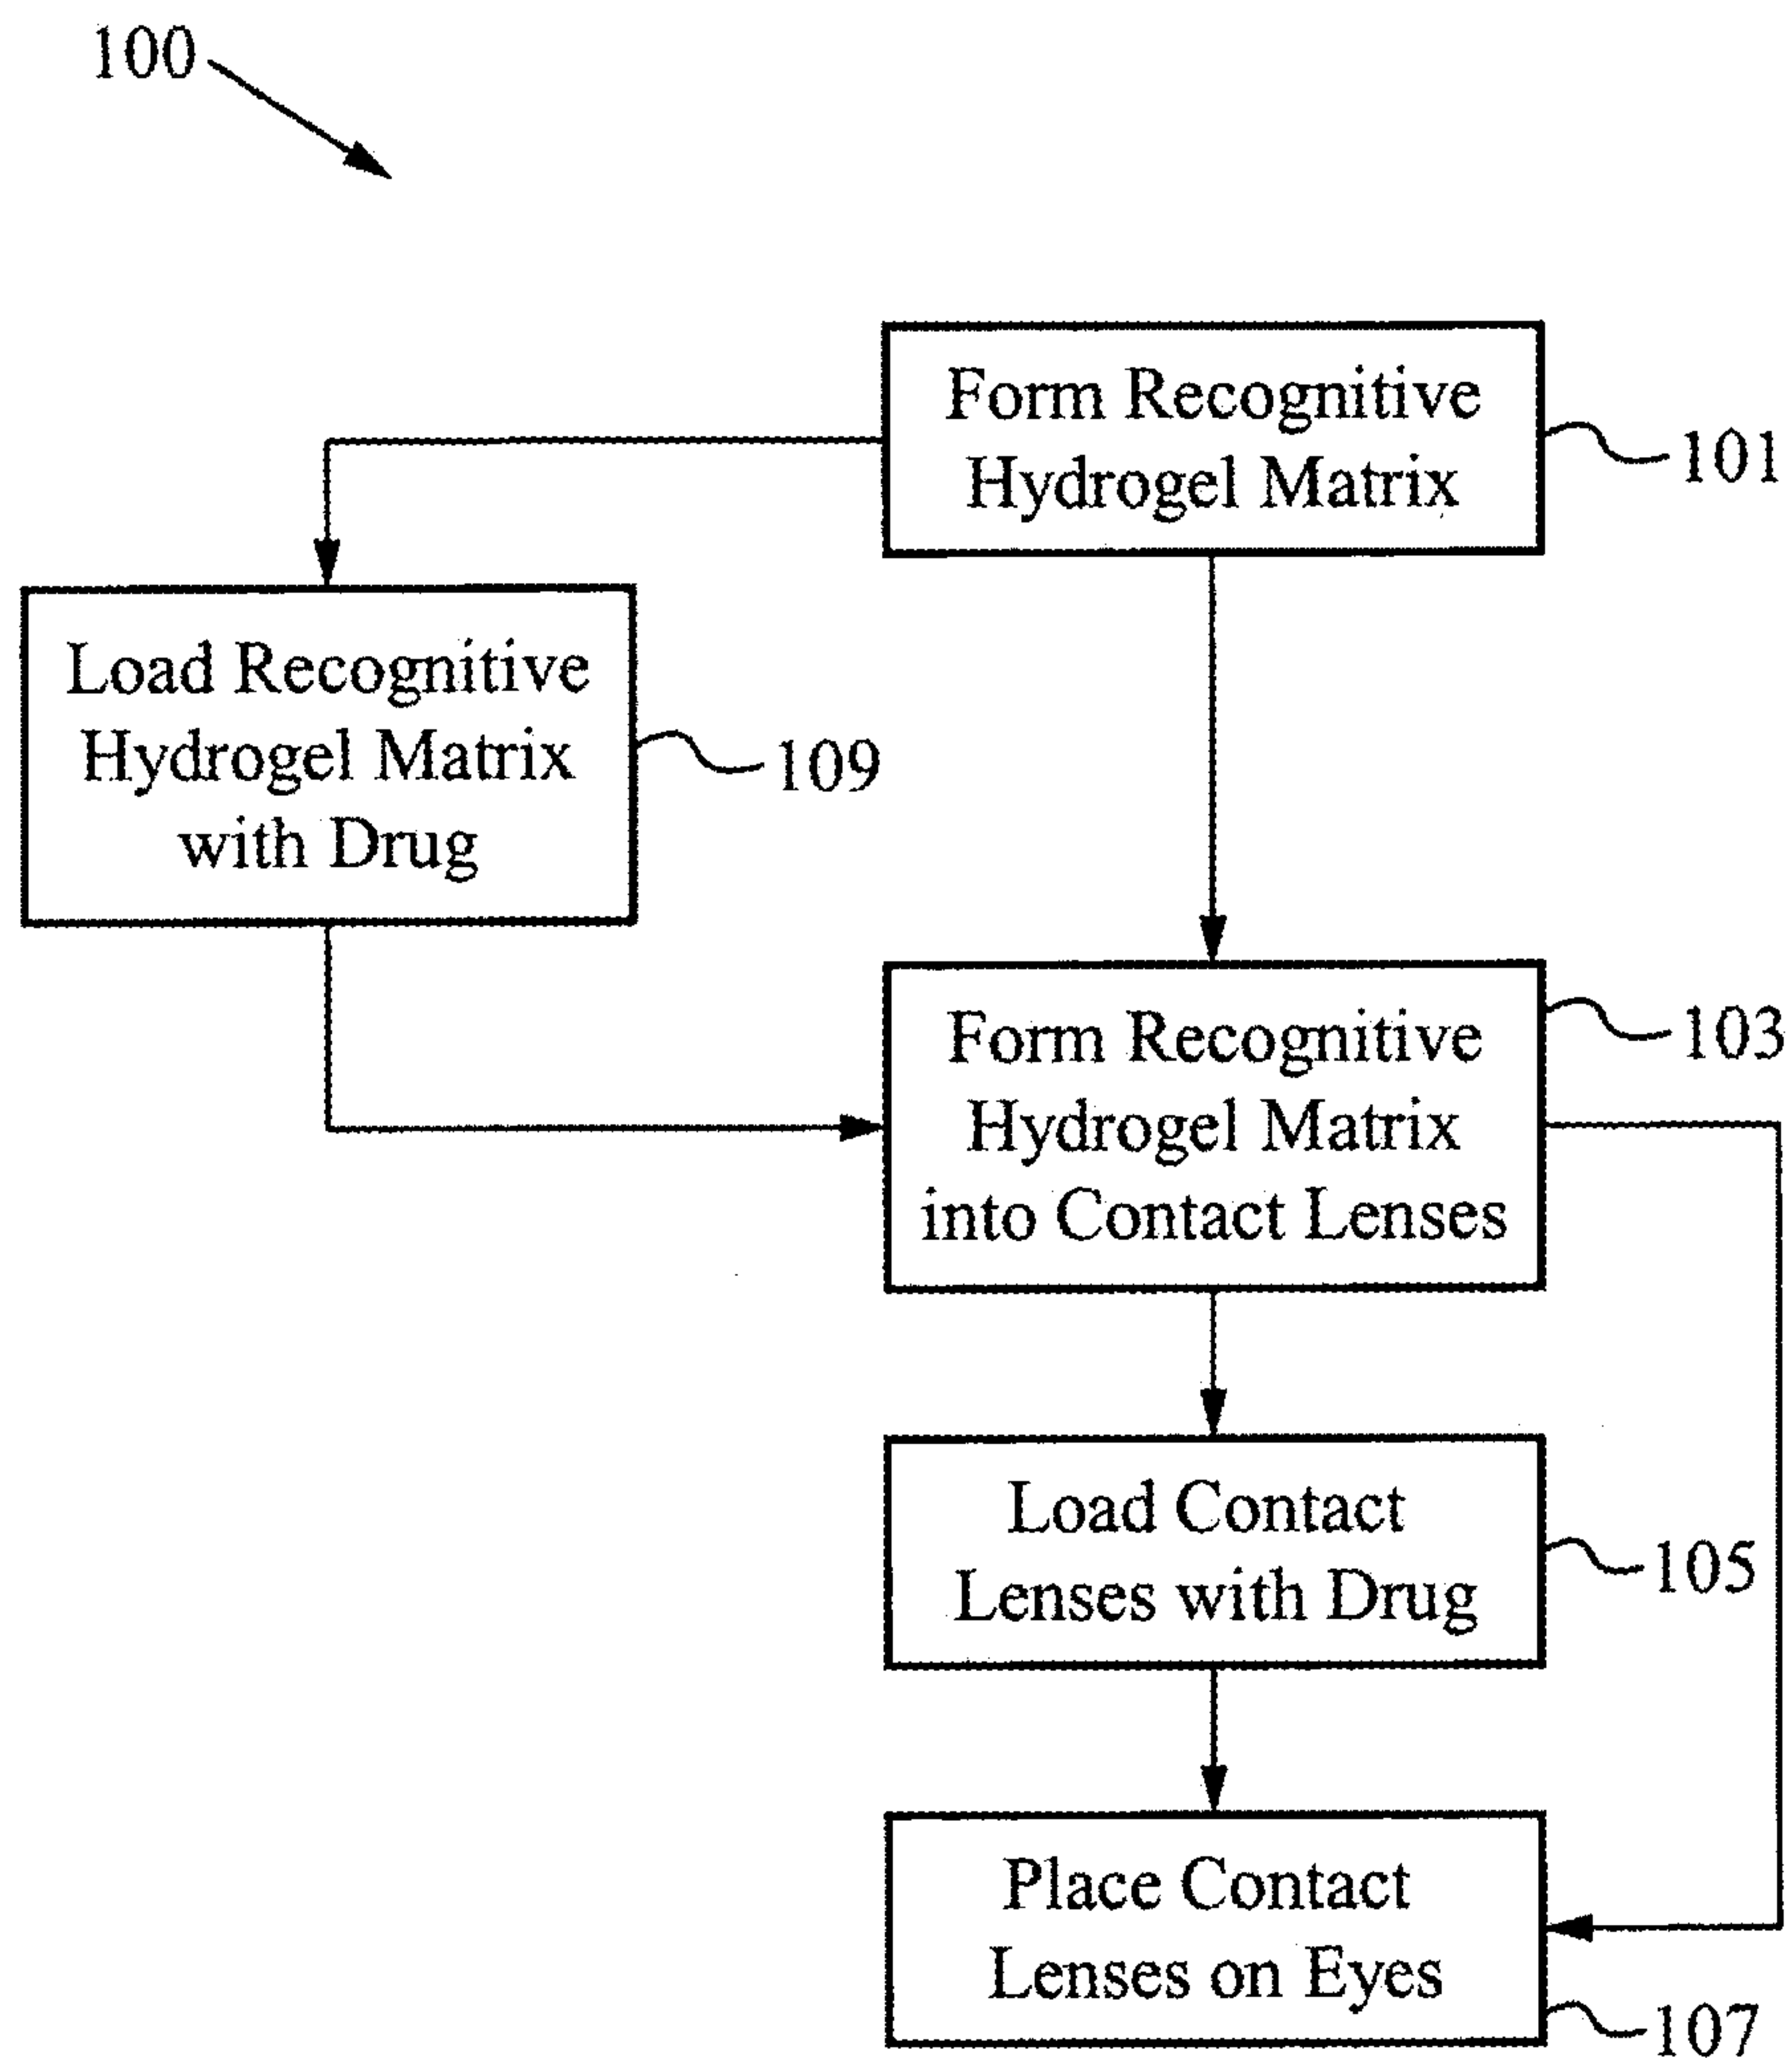 100
Form Recognitive
Hydrogel Matrix
101
Load Recognitive
Hydrogel Matrix
with Drug
109
Form Recognitive
Hydrogel Matrix
into Contact Lenses
103
Load Contact
Lenses with Drug
105
Place Contact
Lenses on Eyes
107